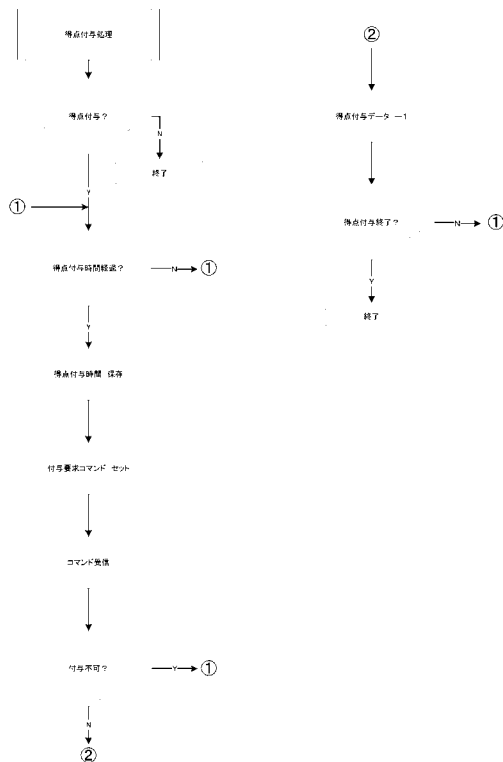 得点付与処理
得点付与？
N
終了
Y
①
得点付与時間経過？
N
①
Y
得点付与時間 保存
付与要求コマンド セット
コマンド受信
付与不可？
Y
①
N
②
②
得点付与データ －1
得点付与終了？
N
①
Y
終了